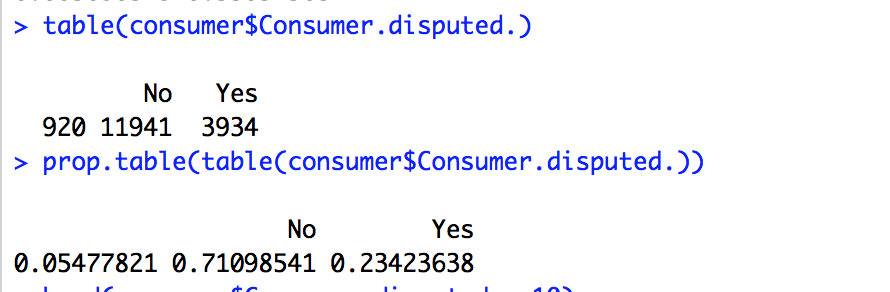 > table(consumer$Consumer.disputed.)
No Yes
920 11941 3934
> prop.table(table(consumer$Consumer.disputed.))
No Yes
0.05477821 0.71098541 0.23423638